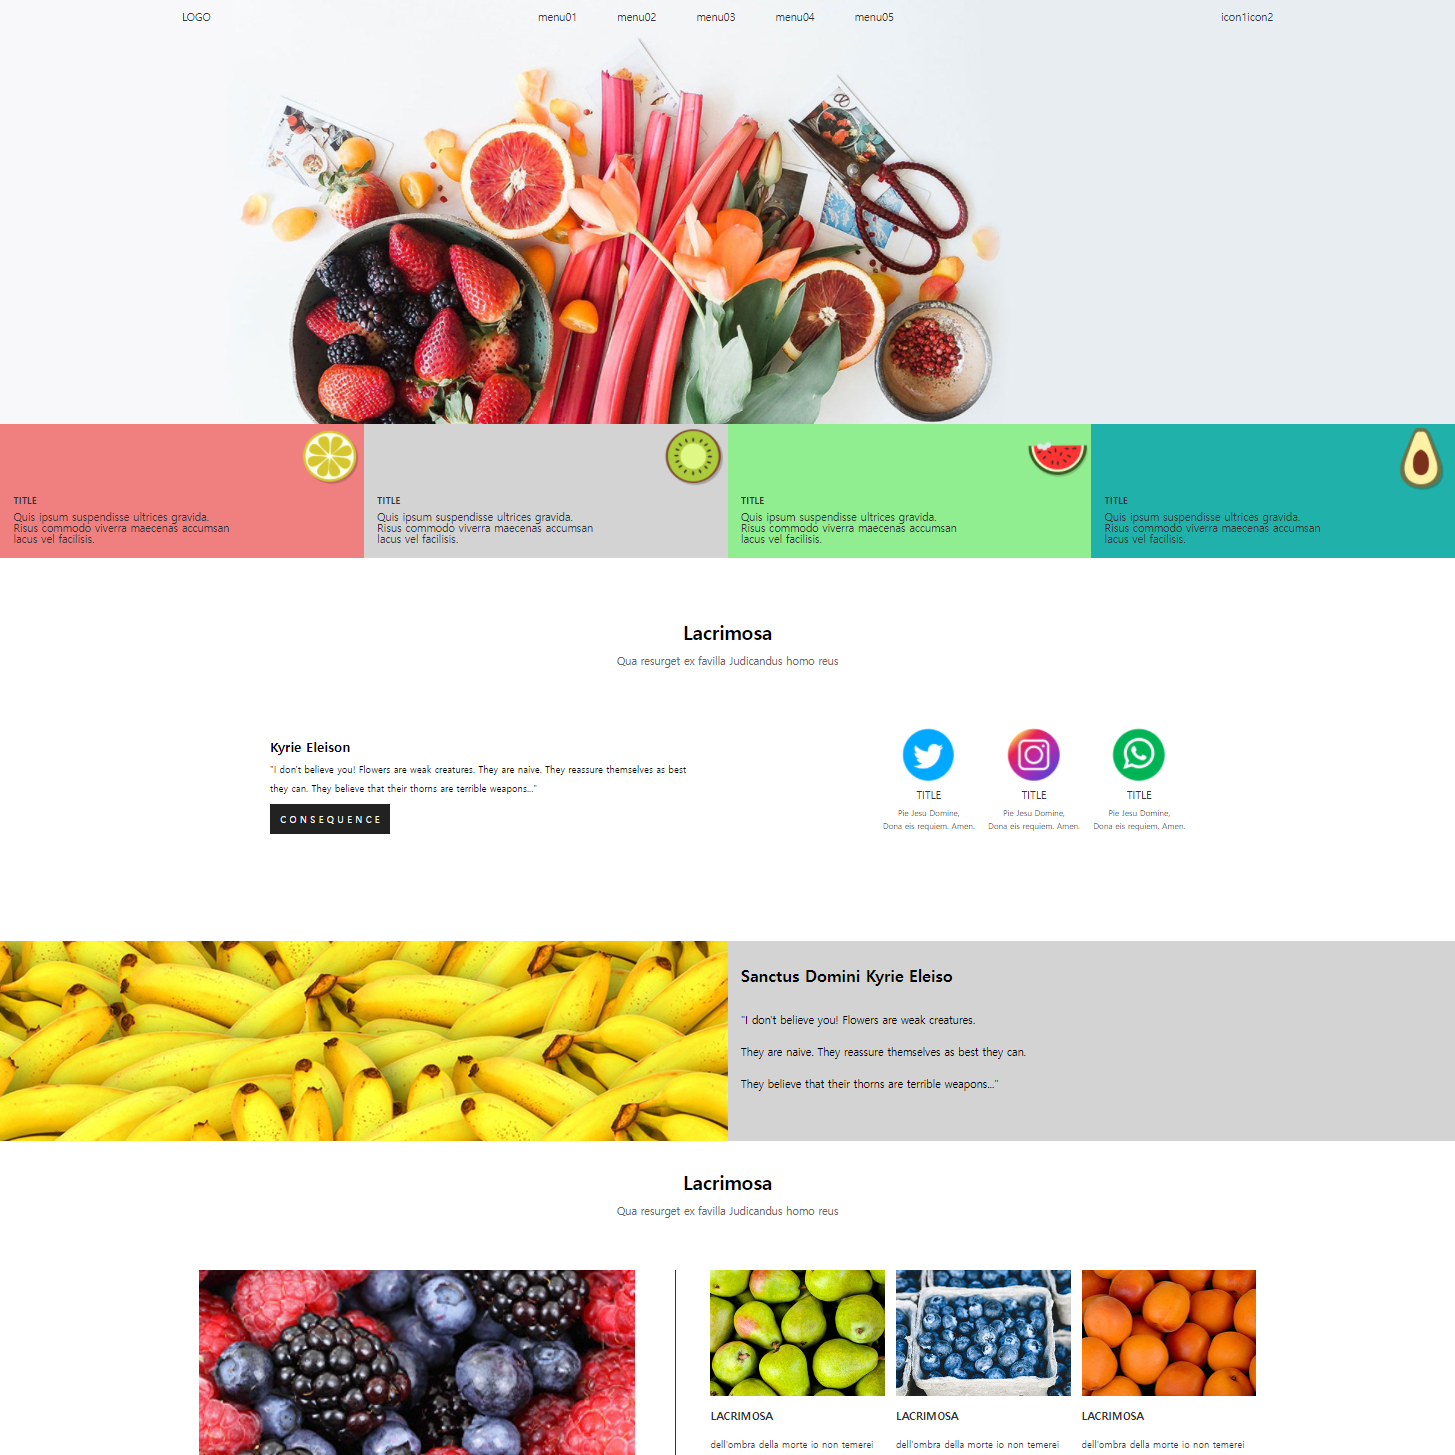 LOGO menu01 menu02 menu03 menu04 menu05 icon1icon2
TITLE
Quis ipsum suspendisse ultrices gravida.
Risus commodo viverra maecenas accumsan
lacus vel facilisis.
TITLE
Quis ipsum suspendisse ultrices gravida.
Risus commodo viverra maecenas accumsan
lacus vel facilisis.
TITLE
Quis ipsum suspendisse ultrices gravida.
Risus commodo viverra maecenas accumsan
lacus vel facilisis.
TITLE
Quis ipsum suspendisse ultrices gravida.
Risus commodo viverra maecenas accumsan
lacus vel facilisis.
Lacrimosa
Qua resurget ex favilla Judicandus homo reus
Kyrie Eleison
"I don't believe you! Flowers are weak creatures. They are naive. They reassure themselves as best
they can. They believe that their thorns are terrible weapons..."
CONSEQUENCE
TITLE
Pie Jesu Domine,
Dona eis requiem. Amen.
TITLE
Pie Jesu Domine,
Dona eis requiem. Amen.
TITLE
Pie Jesu Domine,
Dona eis requiem. Amen.
Sanctus Domini Kyrie Eleiso
"I don't believe you! Flowers are weak creatures.
They are naive. They reassure themselves as best they can.
They believe that their thorns are terrible weapons..."
Lacrimosa
Qua resurget ex favilla Judicandus homo reus
LACRIMOSA
dell'ombra della morte io non temerei
LACRIMOSA
dell'ombra della morte io non temerei
LACRIMOSA
dell'ombra della morte io non temerei